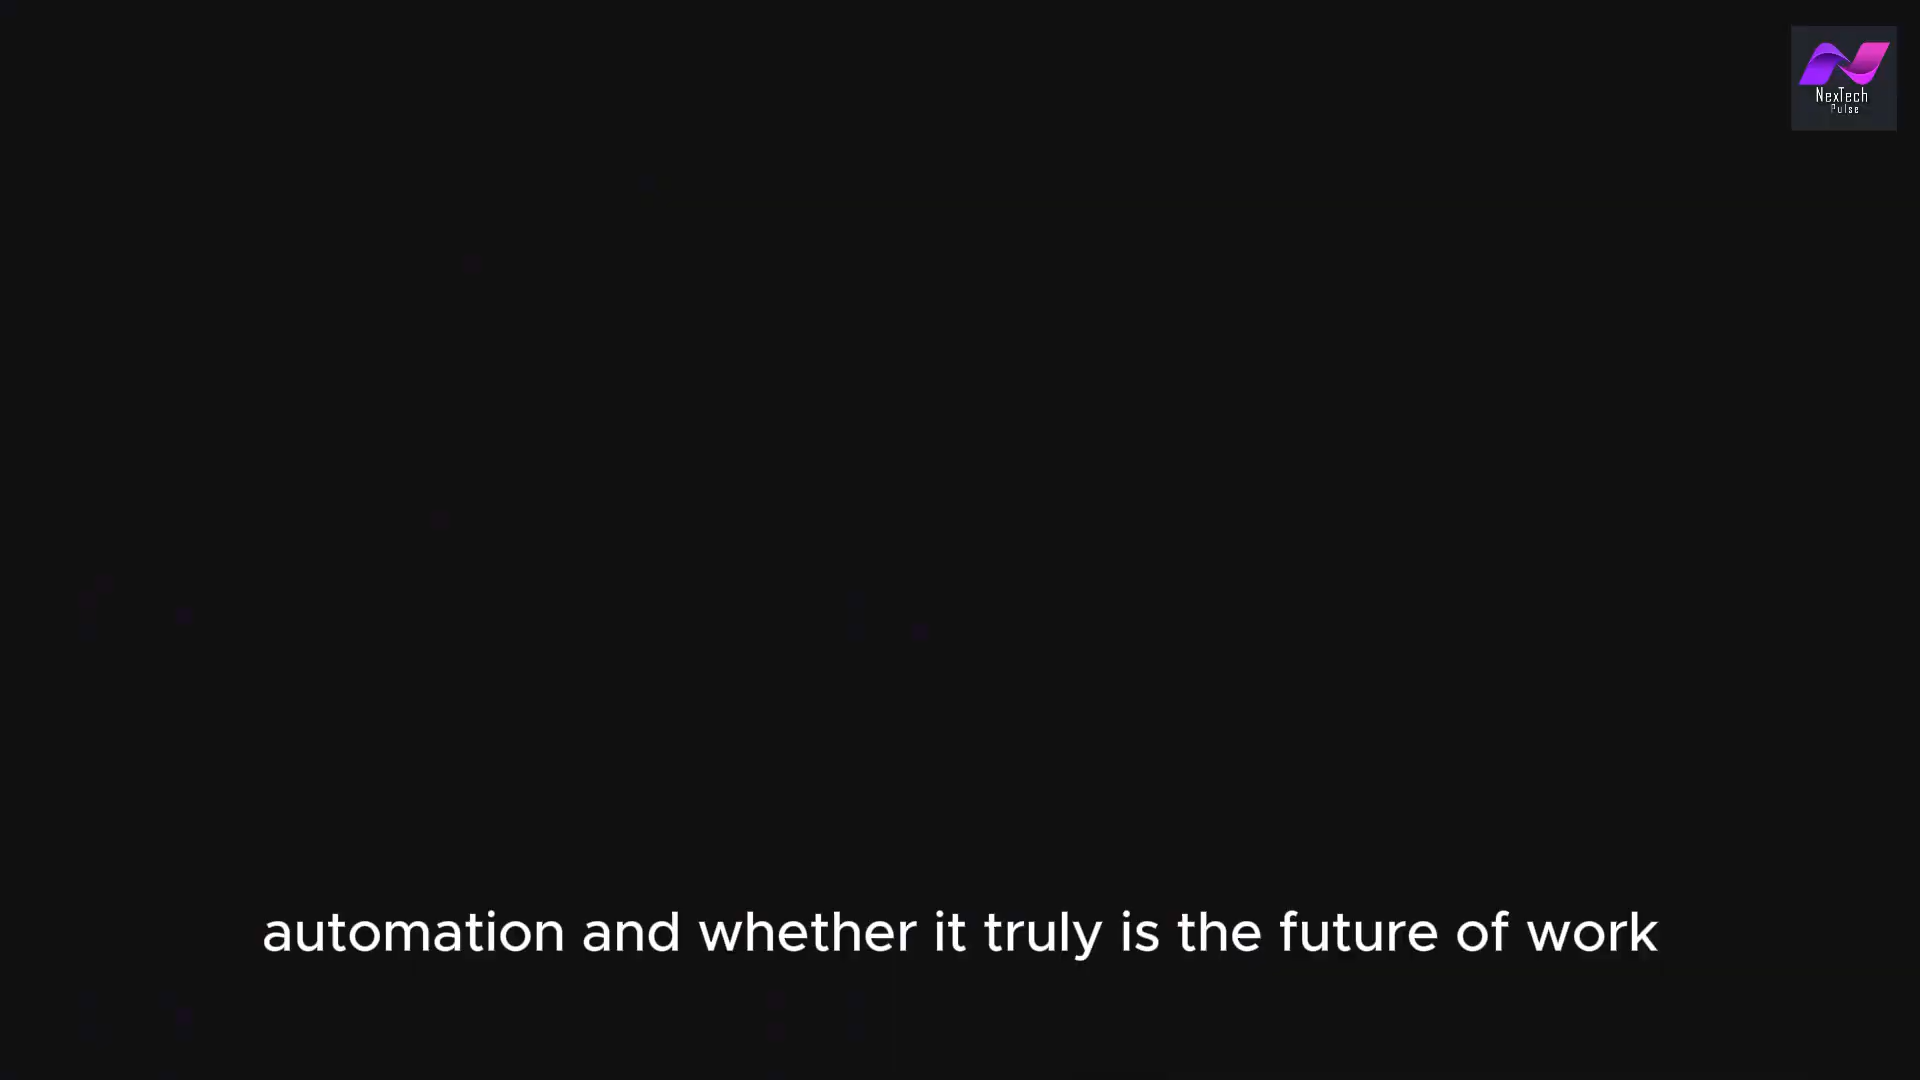 NexTech
Pulse
automation and whether it truly is the future of work